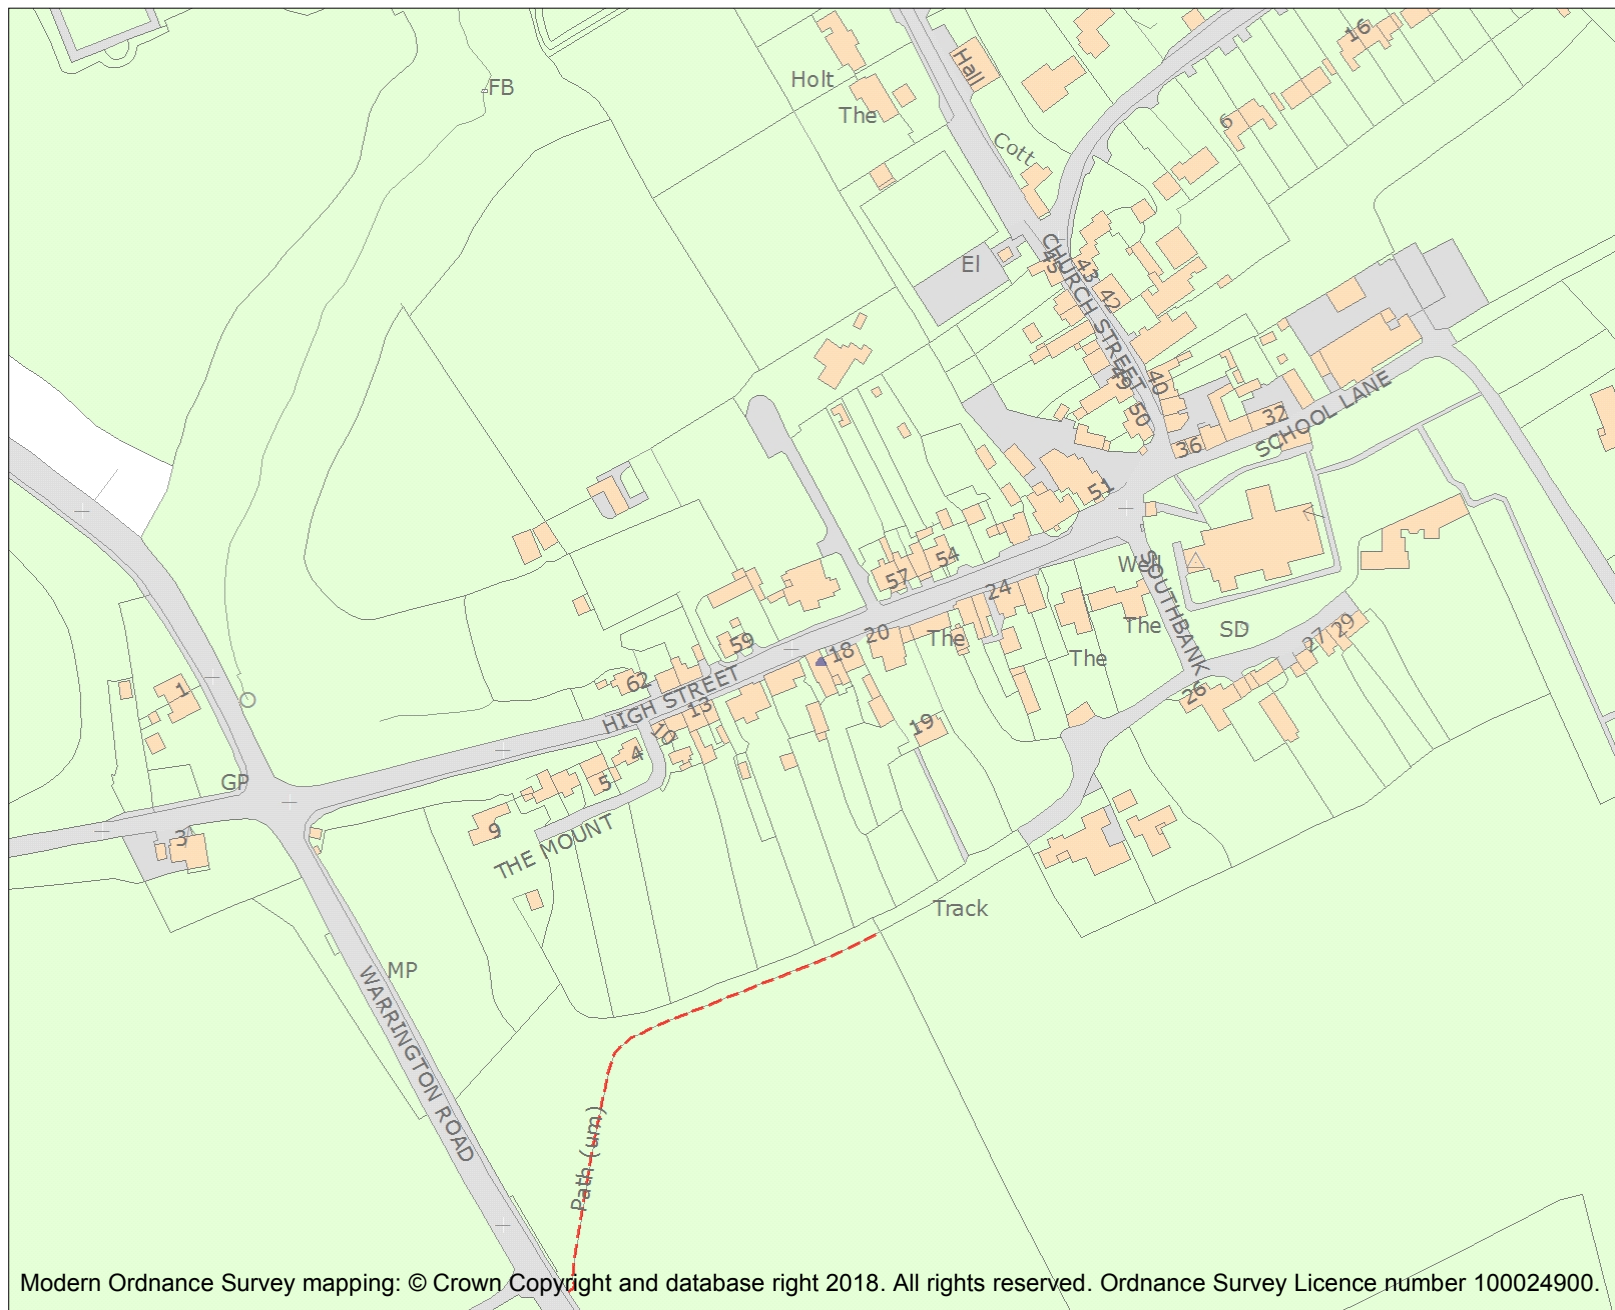 16
Hall
FB
Holt
The
6
Cott
El
CHURCH STREET
45
43
42
49
40
50
32
SCHOOL LANE
36
51
54
57
Well
SOUTHBANK
24
The
SD
27
29
20
The
18
59
The
62
26
1
HIGH STREET
13
19
10
4
GP
5
9
3
THE MOUNT
Track
MP
WARRINGTON ROAD
Path (um)
Modern Ordnance Survey mapping: © Crown Copyright and database right 2018. All rights reserved. Ordnance Survey Licence number 100024900.